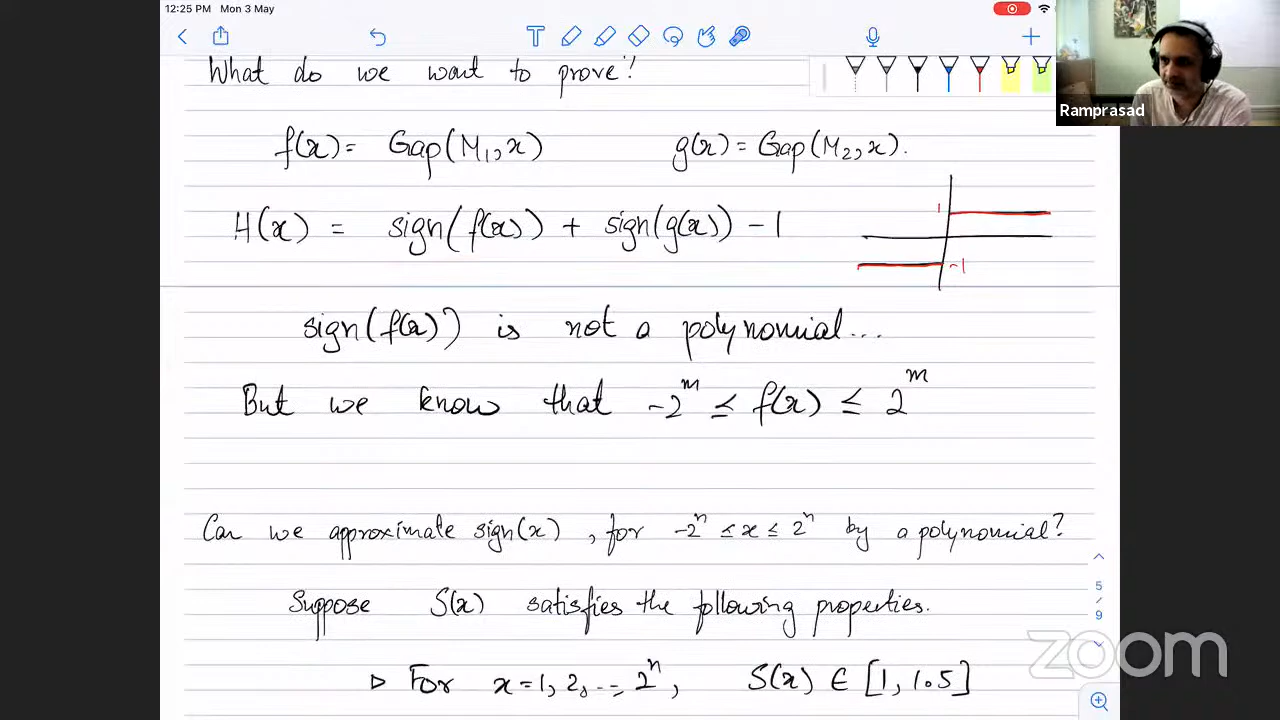 12:25 PM Mon 3 May
Ramprasad
What do we want to prove?
f(x) = Gap(M₁, x) g(x) = Gap(M₂, x).
H(x) = sign(f(x)) + sign(g(x)) - 1
1
-1
sign(f(x)) is not a polynomial...
But we know that -2^m ≤ f(x) ≤ 2^m
Can we approximate sign(x), for -2^n ≤ x ≤ 2^n by a polynomial?
Suppose S(x) satisfies the following properties.
▷ For x = 1, 2, ..., 2^n, S(x) ∈ [1, 1.5]
5
/
9
zoom